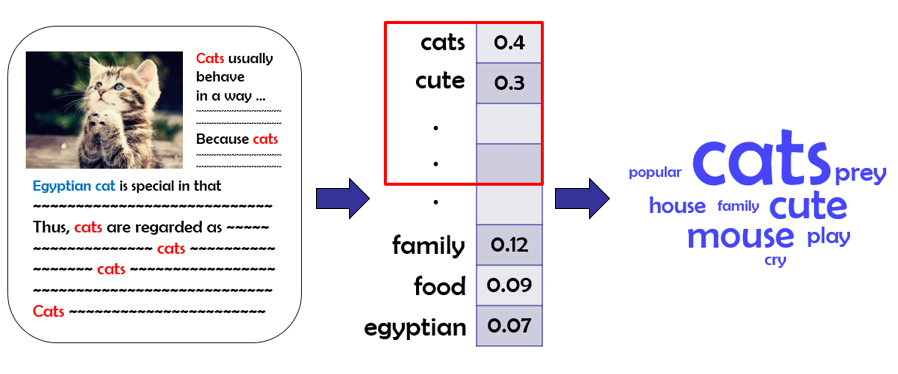 Cats usually
behave
in a way ...
~~~~~~~~~~~~~~~~~~~~
~~~~~~~~~~~~~~~~~~~~
Because cats
~~~~~~~~~~~~~~~~~~~~
~~~~~~~~~~~~~~~~~~~~
Egyptian cat is special in that
~~~~~~~~~~~~~~~~~~~~~~~~~~~~
Thus, cats are regarded as ~~~~~
~~~~~~~~~~~~~~ cats ~~~~~~~~~~
~~~~~~~ cats ~~~~~~~~~~~~~~~~~
~~~~~~~~~~~~~~~~~~~~~~~~~~~~
Cats ~~~~~~~~~~~~~~~~~~~~~~~
cats 0.4
cute 0.3
.
.
.
family 0.12
food 0.09
egyptian 0.07
popular cats prey
house family cute
mouse play
cry